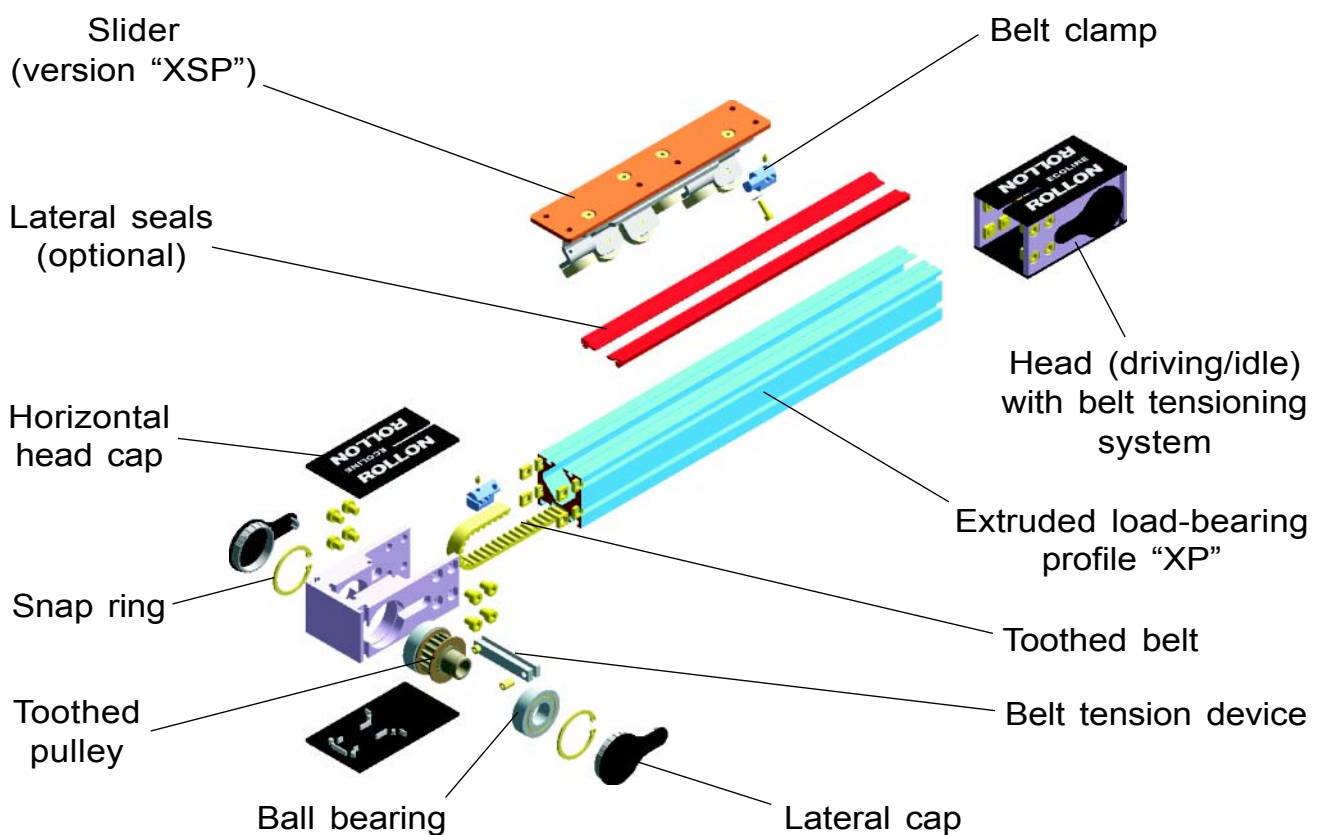 Slider
(version “XSP”)
Belt clamp
ROLLON
ECOLINE
ROLLON
Lateral seals
(optional)
Head (driving/idle)
with belt tensioning
system
Horizontal
head cap
ROLLON
ECOLINE
ROLLON
Extruded load-bearing
profile “XP”
Snap ring
Toothed belt
Toothed
pulley
Belt tension device
Ball bearing
Lateral cap